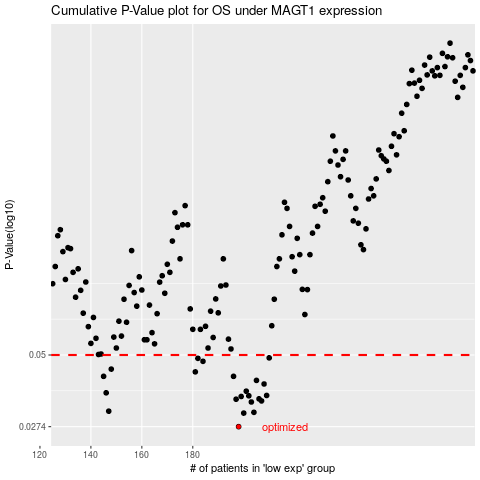 Cumulative P-Value plot for OS under MAGT1 expression
P-Value(log10)
0.05
0.0274
optimized
120 140 160 180
# of patients in 'low exp' group